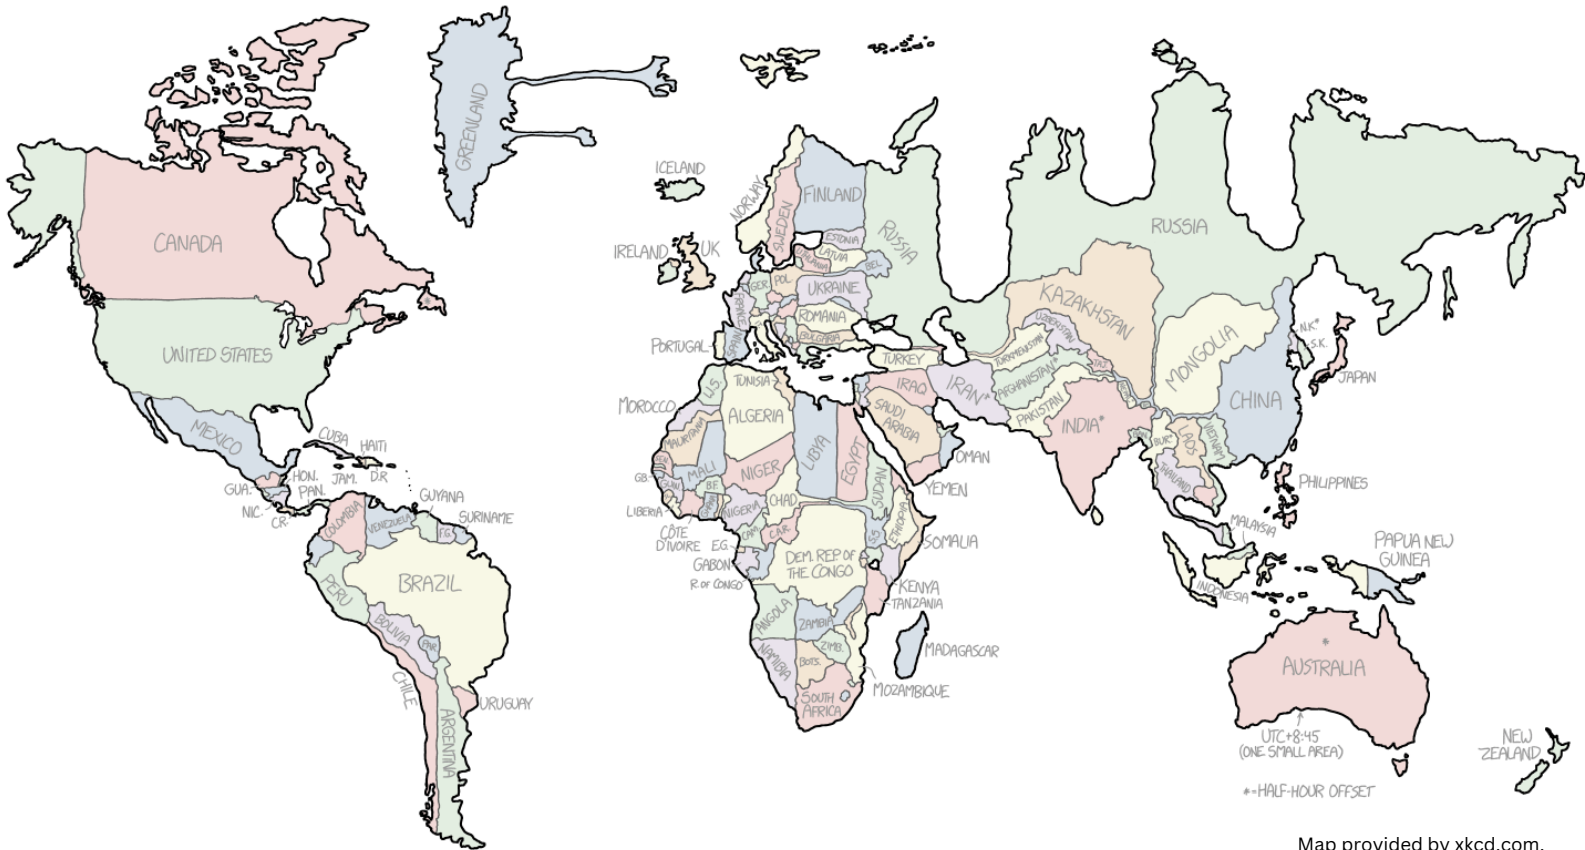 GREENLAND
ICELAND
NORWAY
SWEDEN
FINLAND
RUSSIA
RUSSIA
CANADA
IRELAND
UK
ESTONIA
LATVIA
LITHUANIA
BEL.
GER.
POL.
UKRAINE
FRANCE
ROMANIA
BULGARIA
KAZAKHSTAN
UZBEKISTAN
TURKMENISTAN
MONGOLIA
N.K.*
S.K.
JAPAN
UNITED STATES
PORTUGAL
SPAIN
TURKEY
TAJ.
AFGHANISTAN*
IRAN*
IRAQ
PAKISTAN
CHINA
MOROCCO
TUNISIA
ALGERIA
LIBYA
EGYPT
SAUDI
ARABIA
INDIA*
MEXICO
CUBA
HAITI
JAM.
D.R.
HON.
GUA.
PAN.
NIC.
C.R.
MAURITANIA
MALI
NIGER
CHAD
SUDAN
OMAN
YEMEN
BUR*
LAOS
VIETNAM
THAILAND
PHILIPPINES
GB.
GUIN.
B.F.
GHANA
NIGERIA
LIBERIA
CÔTE
D'IVOIRE
CAM.
C.A.R.
S.S.
ETHIOPIA
SOMALIA
MALAYSIA
INDONESIA
PAPUA NEW
GUINEA
GUYANA
SURINAME
F.G.
COLOMBIA
VENEZUELA
E.G.
GABON
R. OF CONGO
DEM. REP. OF
THE CONGO
KENYA
TANZANIA
BRAZIL
PERU
BOLIVIA
PAR.
CHILE
ARGENTINA
URUGUAY
ANGOLA
ZAMBIA
ZIMB.
NAMIBIA
BOTS.
SOUTH
AFRICA
MOZAMBIQUE
MADAGASCAR
*
*
AUSTRALIA
UTC+8:45
(ONE SMALL AREA)
NEW
ZEALAND
*=HALF-HOUR OFFSET
Map provided by xkcd.com.